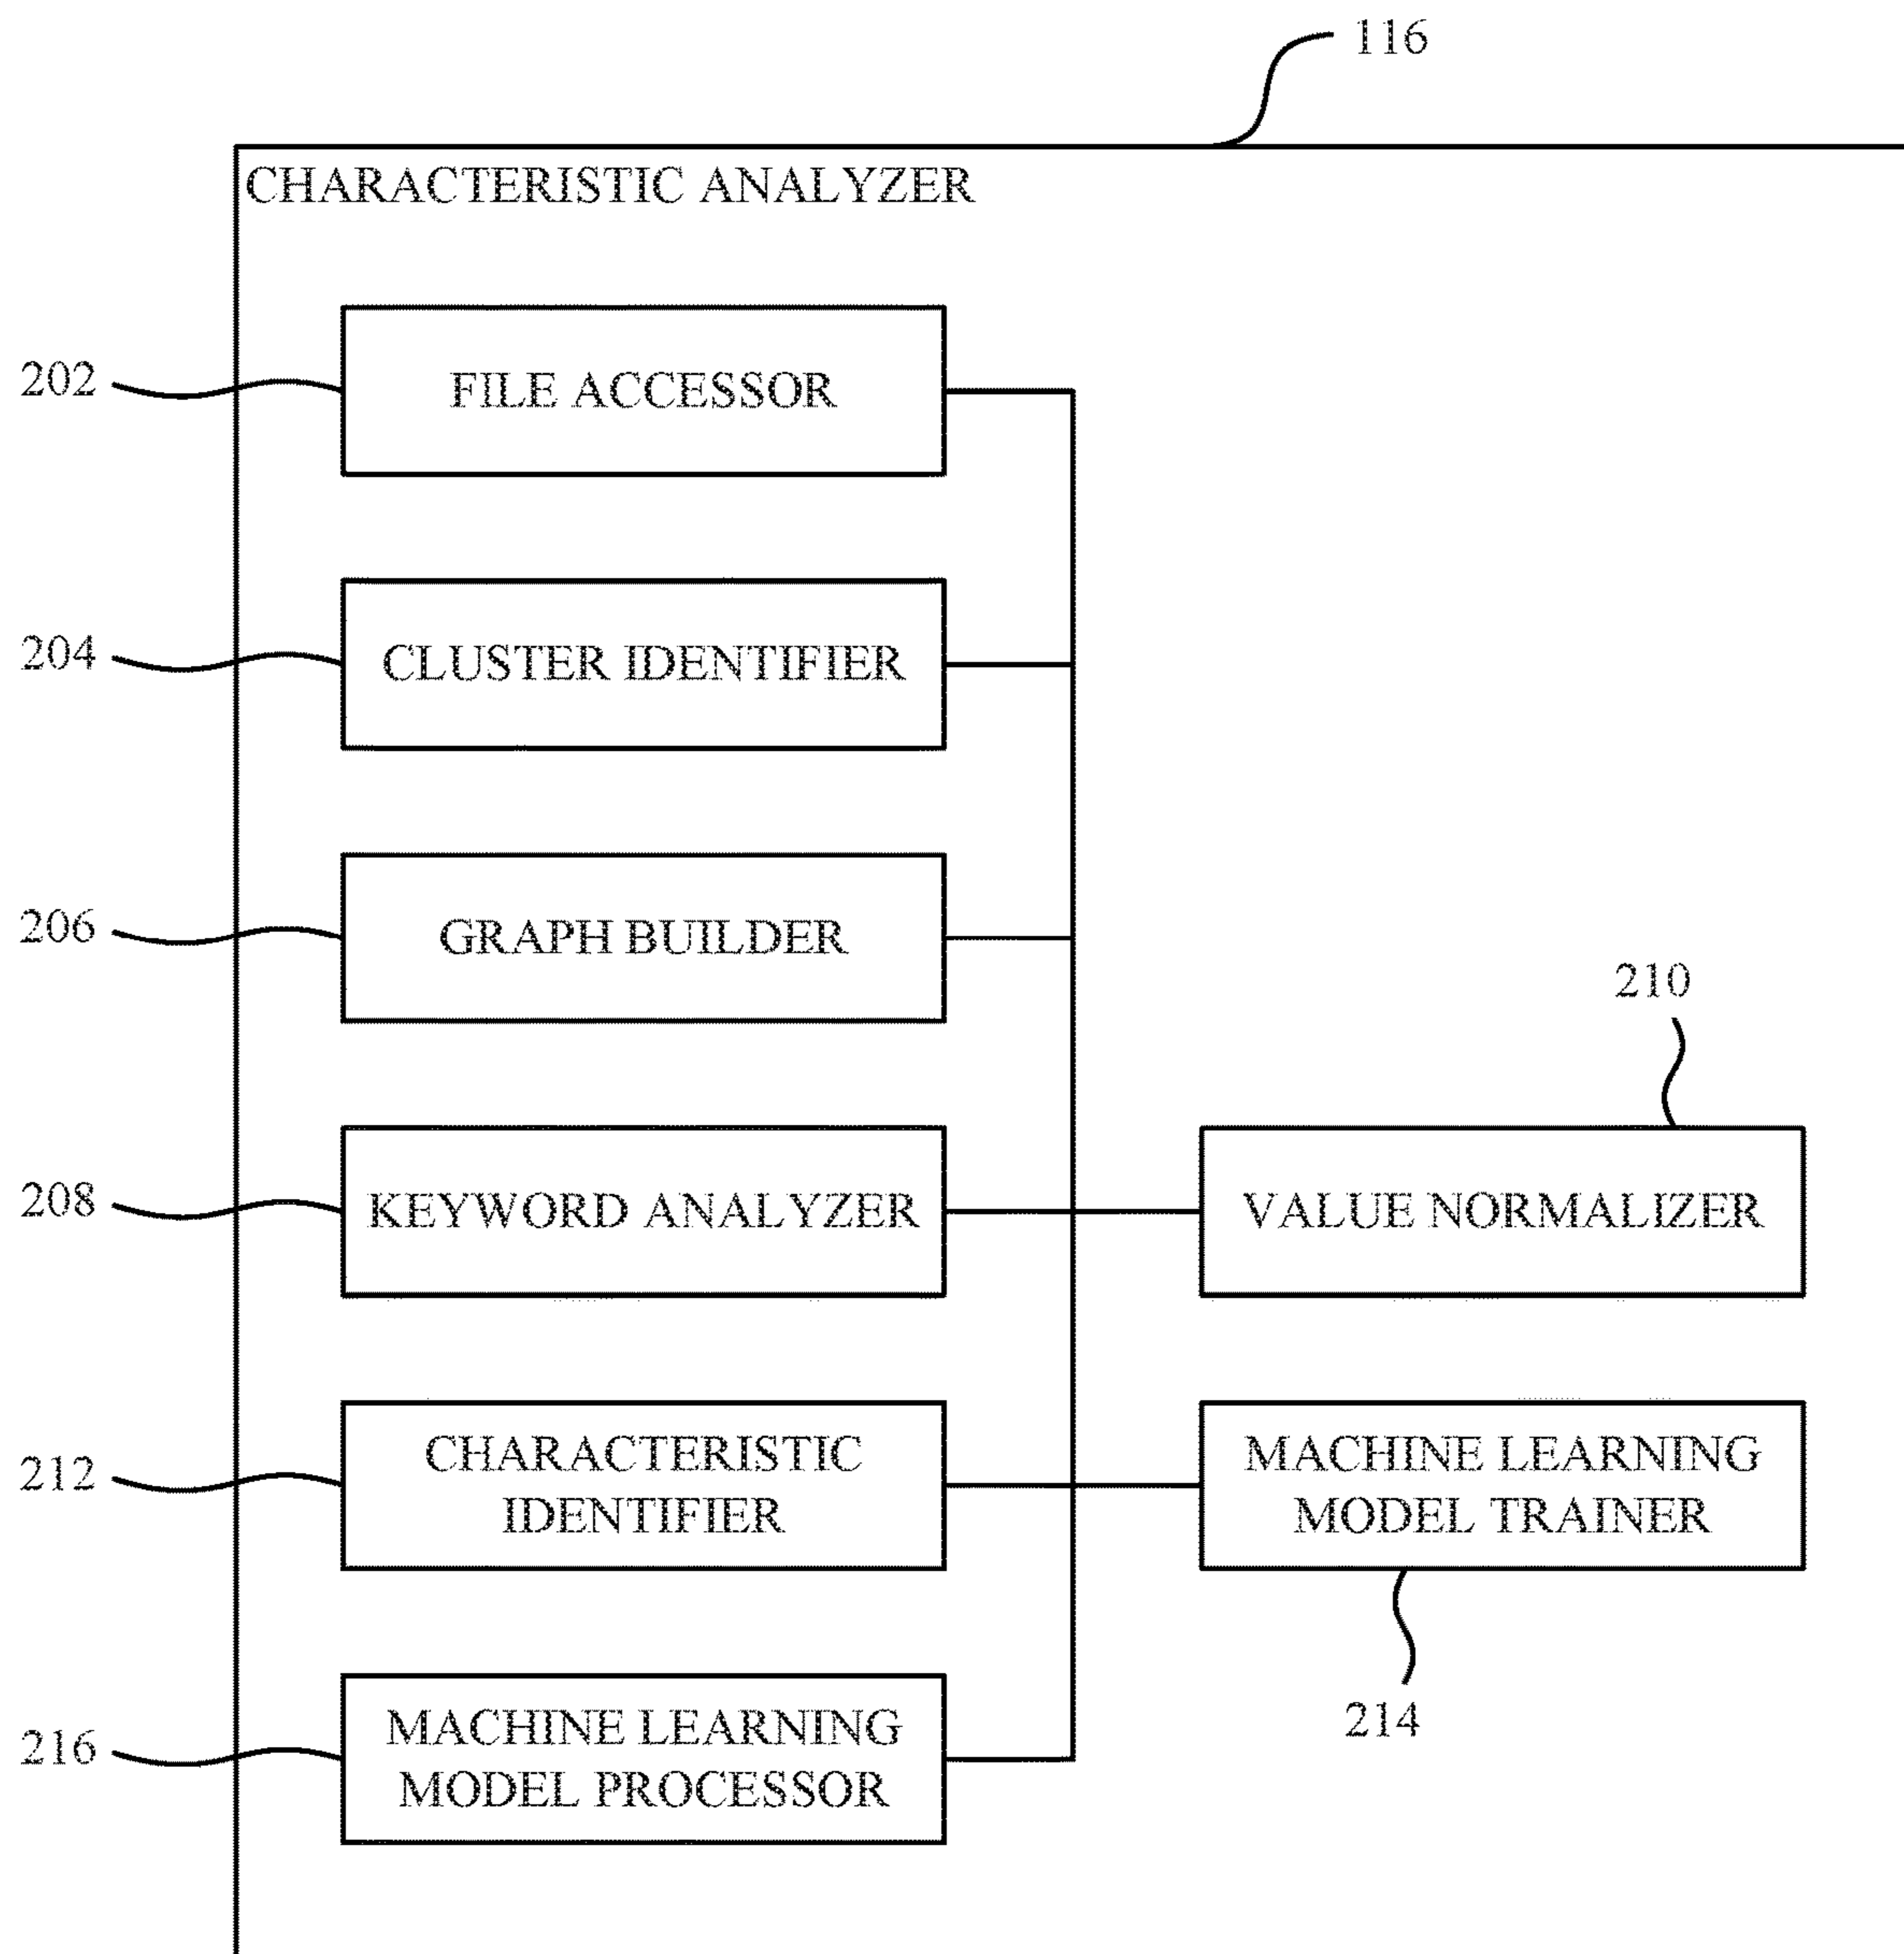 116
CHARACTERISTIC ANALYZER
202
FILE ACCESSOR
204
CLUSTER IDENTIFIER
206
GRAPH BUILDER
210
208
KEYWORD ANALYZER
VALUE NORMALIZER
212
CHARACTERISTIC
IDENTIFIER
MACHINE LEARNING
MODEL TRAINER
214
216
MACHINE LEARNING
MODEL PROCESSOR